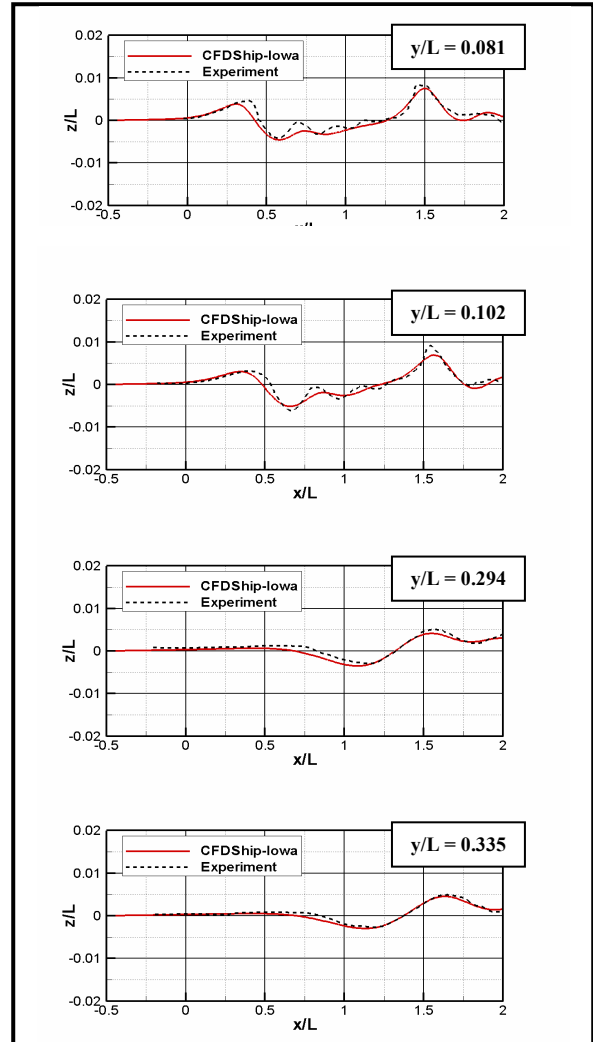 y/L = 0.081
0.02
CFDShip-Iowa
Experiment
0.01
z/L
0
-0.01
-0.02
-0.5 0 0.5 1 1.5 2
x/L
y/L = 0.102
0.02
CFDShip-Iowa
Experiment
0.01
z/L
0
-0.01
-0.02
-0.5 0 0.5 1 1.5 2
x/L
y/L = 0.294
0.02
CFDShip-Iowa
Experiment
0.01
z/L
0
-0.01
-0.02
-0.5 0 0.5 1 1.5 2
x/L
y/L = 0.335
0.02
CFDShip-Iowa
Experiment
0.01
z/L
0
-0.01
-0.02
-0.5 0 0.5 1 1.5 2
x/L